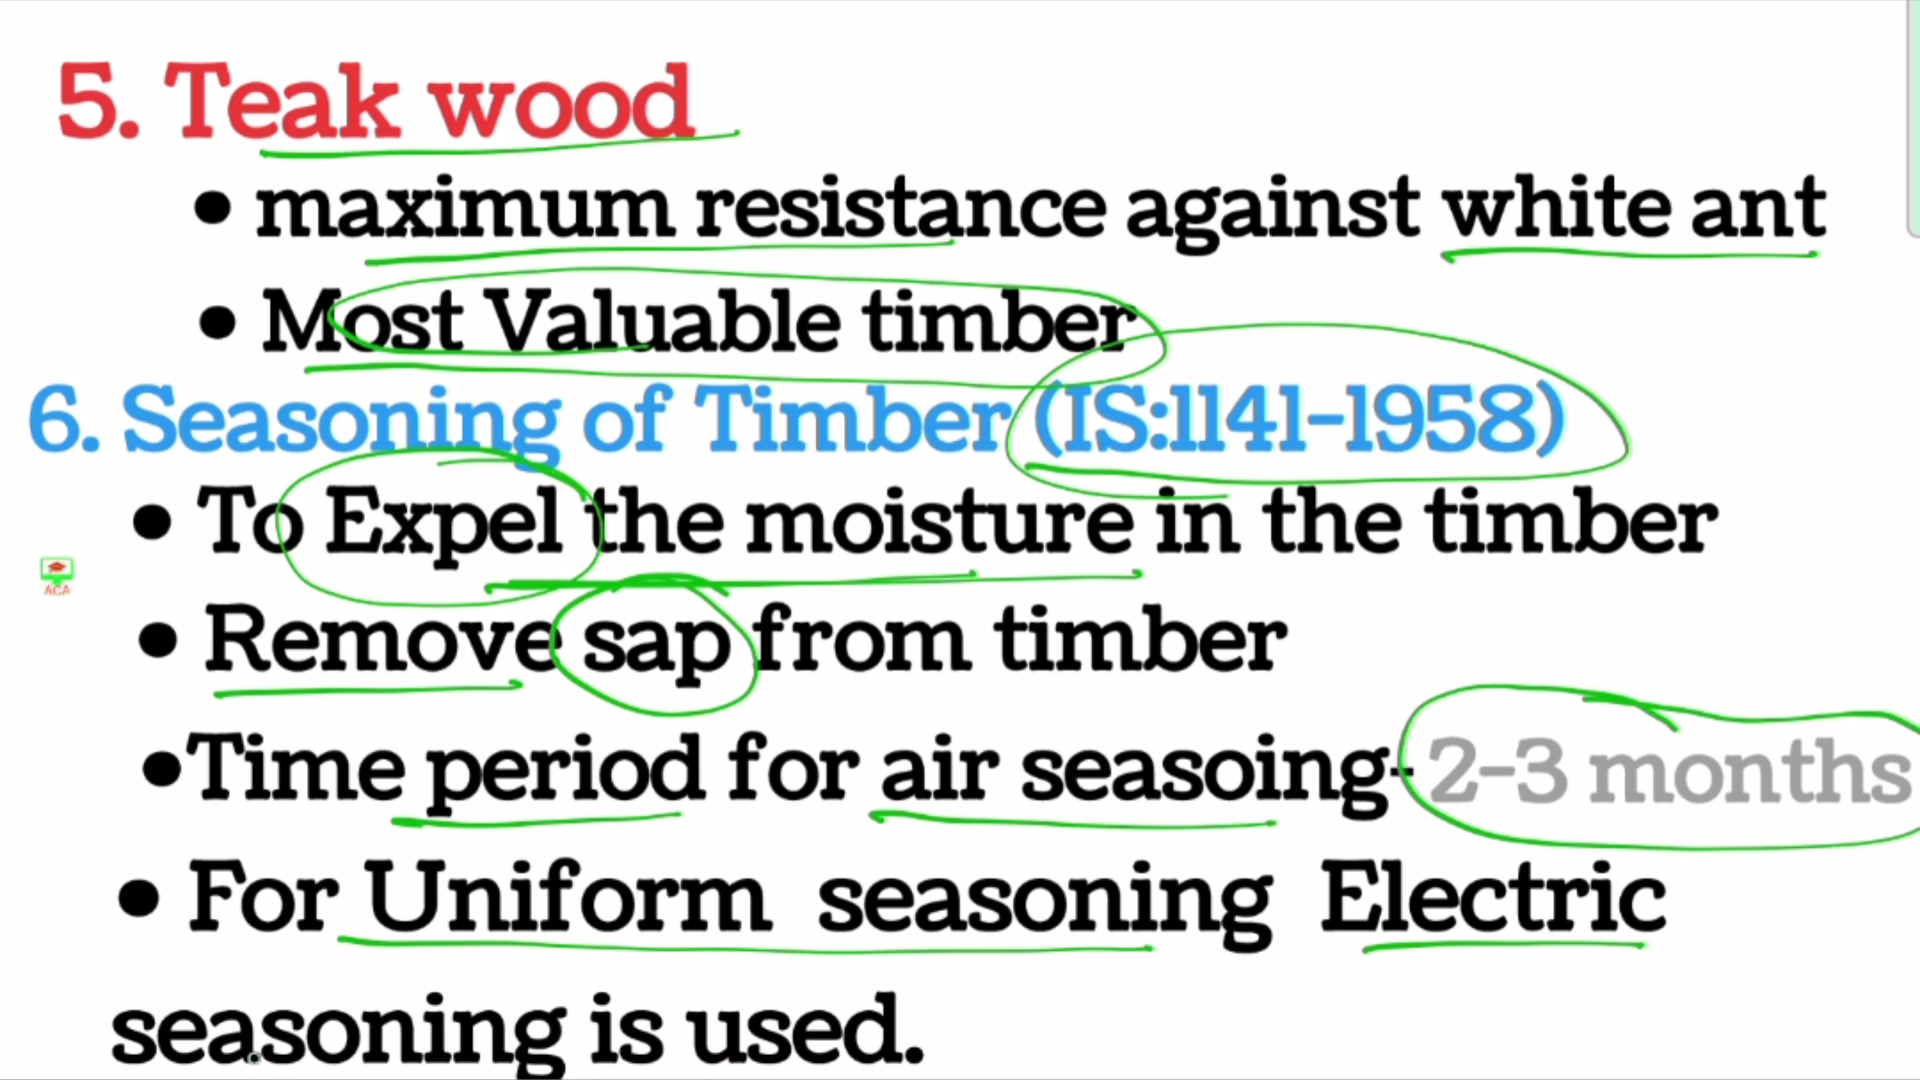 5. Teak wood
• maximum resistance against white ant
• Most Valuable timber
6. Seasoning of Timber (IS:1141-1958)
• To Expel the moisture in the timber
ACA
• Remove sap from timber
•Time period for air seasoing- 2-3 months
• For Uniform seasoning Electric
seasoning is used.